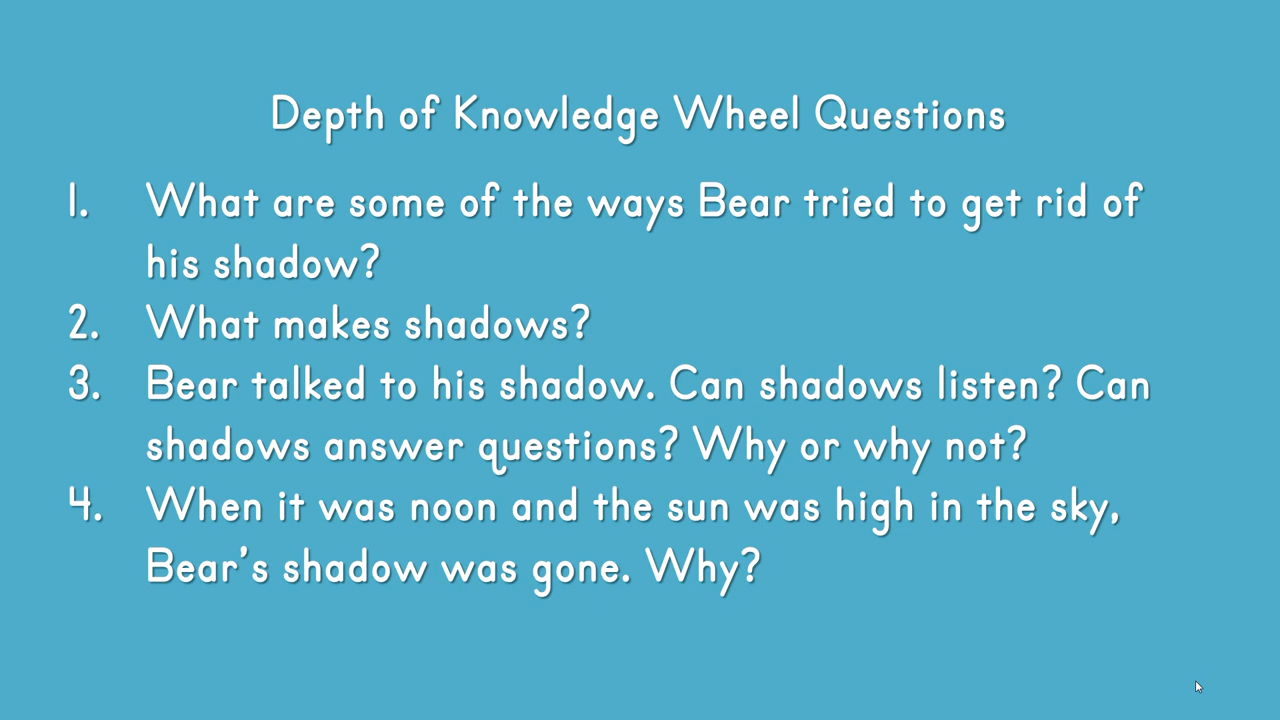 Depth of Knowledge Wheel Questions
1. What are some of the ways Bear tried to get rid of
his shadow?
2. What makes shadows?
3. Bear talked to his shadow. Can shadows listen? Can
shadows answer questions? Why or why not?
4. When it was noon and the sun was high in the sky,
Bear’s shadow was gone. Why?